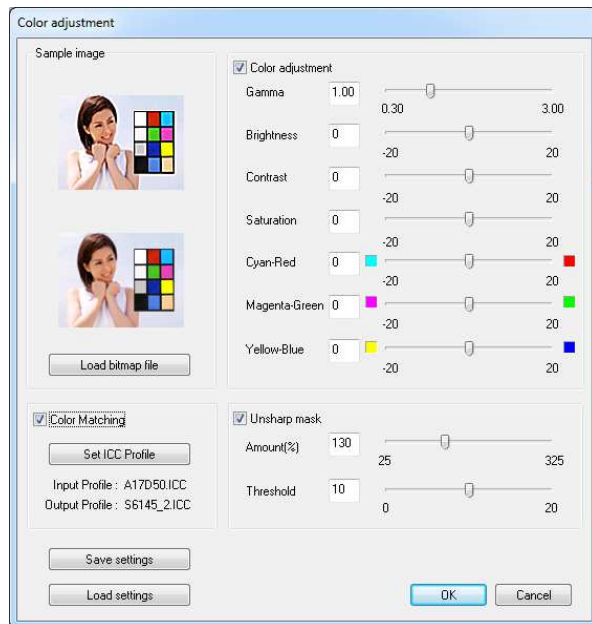 Color adjustment
Sample image
Load bitmap file
Color adjustment
Gamma 1.00
0.30 3.00
Brightness 0
-20 20
Contrast 0
-20 20
Saturation 0
-20 20
Cyan-Red 0
-20 20
Magenta-Green 0
-20 20
Yellow-Blue 0
-20 20
Color Matching
Set ICC Profile
Input Profile : A17D50.ICC
Output Profile : S6145_2.ICC
Unsharp mask
Amount(%) 130
25 325
Threshold 10
0 20
Save settings
Load settings
OK Cancel